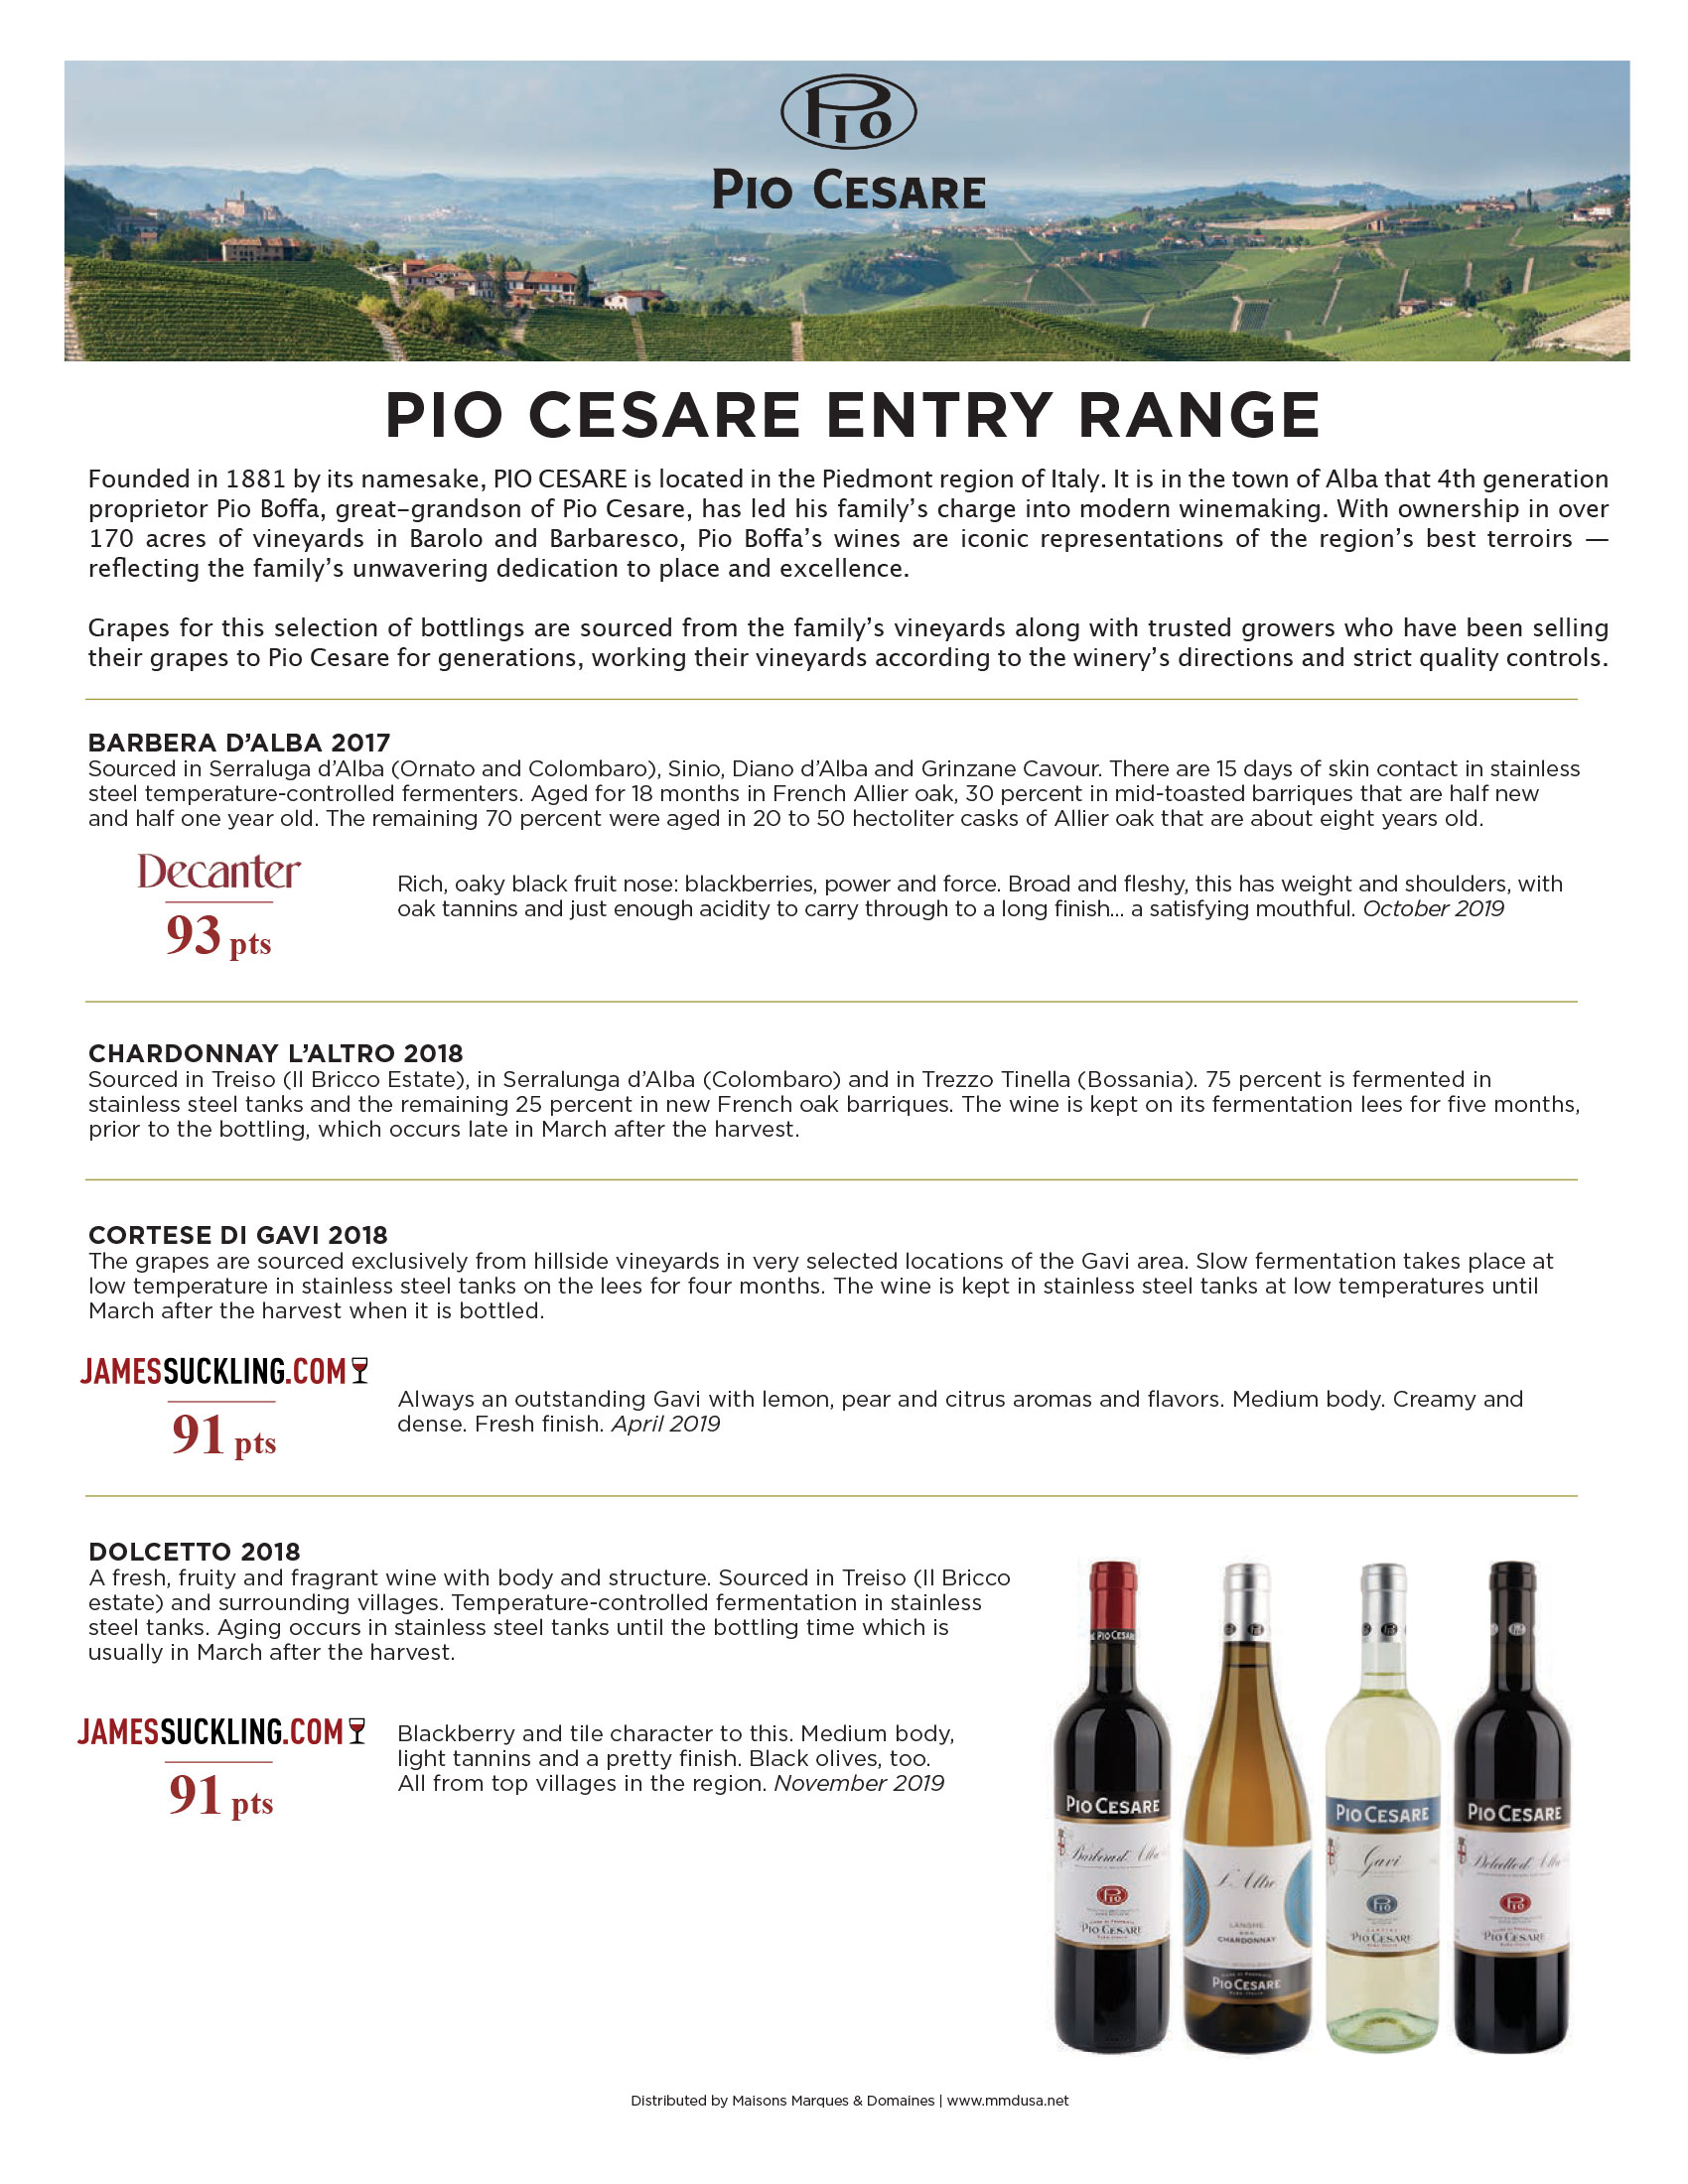 PIO
PIO CESARE
PIO CESARE ENTRY RANGE
Founded in 1881 by its namesake, PIO CESARE is located in the Piedmont region of Italy. It is in the town of Alba that 4th generation
proprietor Pio Boffa, great-grandson of Pio Cesare, has led his family’s charge into modern winemaking. With ownership in over
170 acres of vineyards in Barolo and Barbaresco, Pio Boffa’s wines are iconic representations of the region’s best terroirs —
reflecting the family’s unwavering dedication to place and excellence.
Grapes for this selection of bottlings are sourced from the family’s vineyards along with trusted growers who have been selling
their grapes to Pio Cesare for generations, working their vineyards according to the winery’s directions and strict quality controls.
BARBERA D’ALBA 2017
Sourced in Serraluga d’Alba (Ornato and Colombaro), Sinio, Diano d’Alba and Grinzane Cavour. There are 15 days of skin contact in stainless
steel temperature-controlled fermenters. Aged for 18 months in French Allier oak, 30 percent in mid-toasted barriques that are half new
and half one year old. The remaining 70 percent were aged in 20 to 50 hectoliter casks of Allier oak that are about eight years old.
Decanter
93 pts
Rich, oaky black fruit nose: blackberries, power and force. Broad and fleshy, this has weight and shoulders, with
oak tannins and just enough acidity to carry through to a long finish... a satisfying mouthful. October 2019
CHARDONNAY L’ALTRO 2018
Sourced in Treiso (Il Bricco Estate), in Serralunga d’Alba (Colombaro) and in Trezzo Tinella (Bossania). 75 percent is fermented in
stainless steel tanks and the remaining 25 percent in new French oak barriques. The wine is kept on its fermentation lees for five months,
prior to the bottling, which occurs late in March after the harvest.
CORTESE DI GAVI 2018
The grapes are sourced exclusively from hillside vineyards in very selected locations of the Gavi area. Slow fermentation takes place at
low temperature in stainless steel tanks on the lees for four months. The wine is kept in stainless steel tanks at low temperatures until
March after the harvest when it is bottled.
JAMESSUCKLING.COM
91 pts
Always an outstanding Gavi with lemon, pear and citrus aromas and flavors. Medium body. Creamy and
dense. Fresh finish. April 2019
DOLCETTO 2018
A fresh, fruity and fragrant wine with body and structure. Sourced in Treiso (Il Bricco
estate) and surrounding villages. Temperature-controlled fermentation in stainless
steel tanks. Aging occurs in stainless steel tanks until the bottling time which is
usually in March after the harvest.
JAMESSUCKLING.COM
91 pts
Blackberry and tile character to this. Medium body,
light tannins and a pretty finish. Black olives, too.
All from top villages in the region. November 2019
PIO CESARE
PIO CESARE
Barbera d'Alba
PIO
PIO CESARE
L'Altro
LANGHE
CHARDONNAY
PIO CESARE
PIO CESARE
Gavi
PIO
PIO CESARE
PIO CESARE
Dolcetto d'Alba
PIO
PIO CESARE
Distributed by Maisons Marques & Domaines | www.mmdusa.net